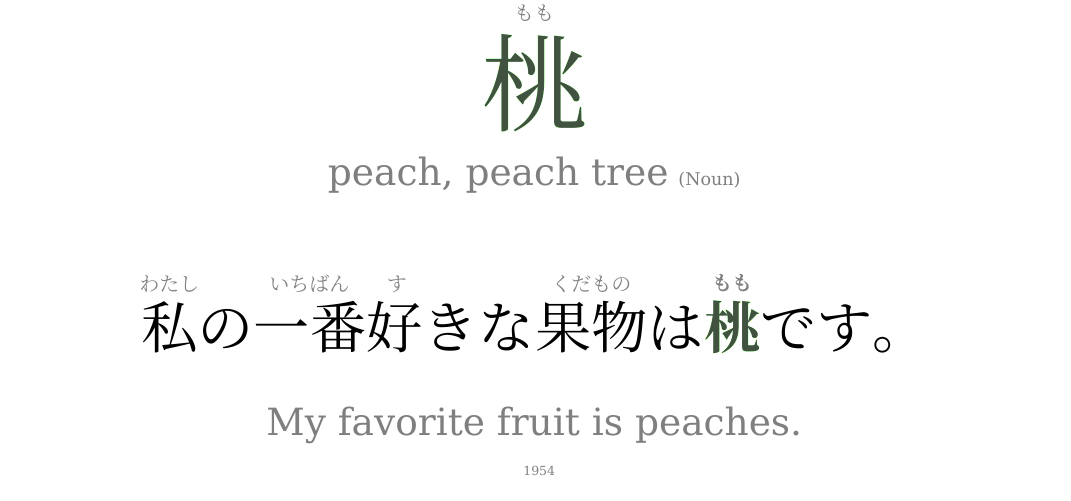 もも
桃
peach, peach tree (Noun)
わたし いちばん す くだもの もも
私の一番好きな果物は桃です。
My favorite fruit is peaches.
1954